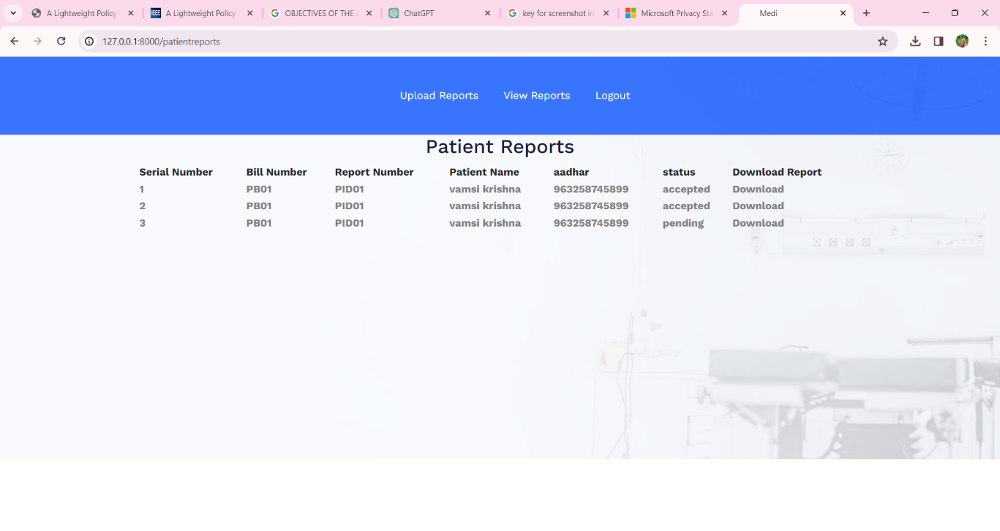 A Lightweight Policy
A Lightweight Policy
OBJECTIVES OF THE
ChatGPT
key for screenshot in
Microsoft Privacy Sta
Medi
127.0.0.1:8000/patientreports
Upload Reports View Reports Logout
Patient Reports
Serial Number Bill Number Report Number Patient Name aadhar status Download Report
1 PB01 PID01 vamsi krishna 963258745899 accepted Download
2 PB01 PID01 vamsi krishna 963258745899 accepted Download
3 PB01 PID01 vamsi krishna 963258745899 pending Download